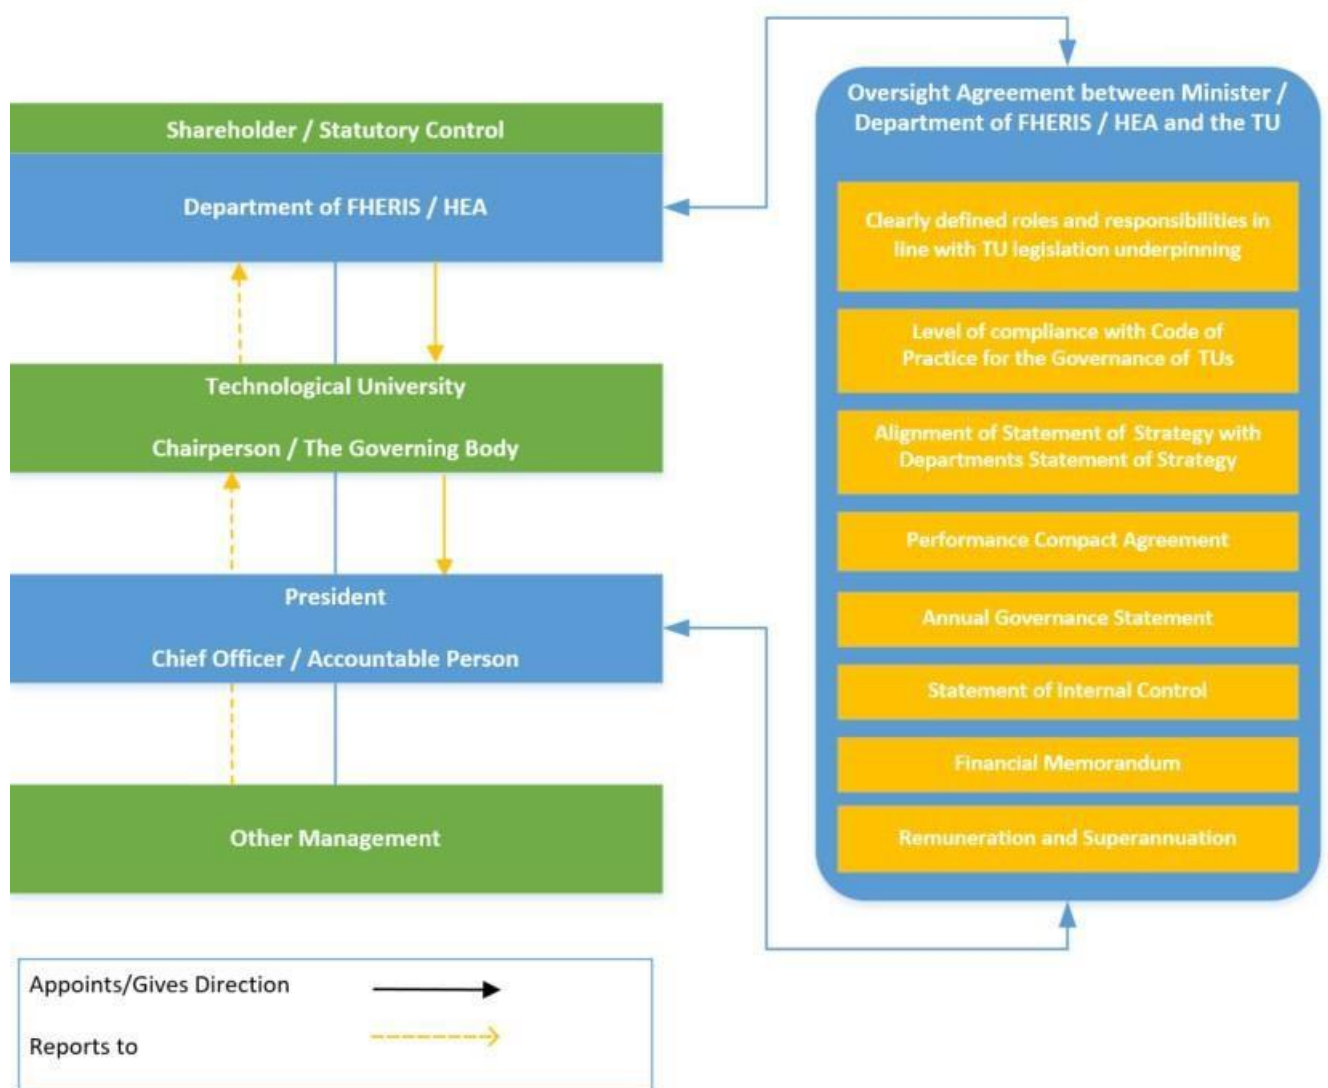 Shareholder / Statutory Control
Department of FHERIS / HEA
Technological University
Chairperson / The Governing Body
President
Chief Officer / Accountable Person
Other Management
Appoints/Gives Direction
Reports to
Oversight Agreement between Minister /
Department of FHERIS / HEA and the TU
Clearly defined roles and responsibilities in
line with TU legislation underpinning
Level of compliance with Code of
Practice for the Governance of TUs
Alignment of Statement of Strategy with
Departments Statement of Strategy
Performance Compact Agreement
Annual Governance Statement
Statement of Internal Control
Financial Memorandum
Remuneration and Superannuation